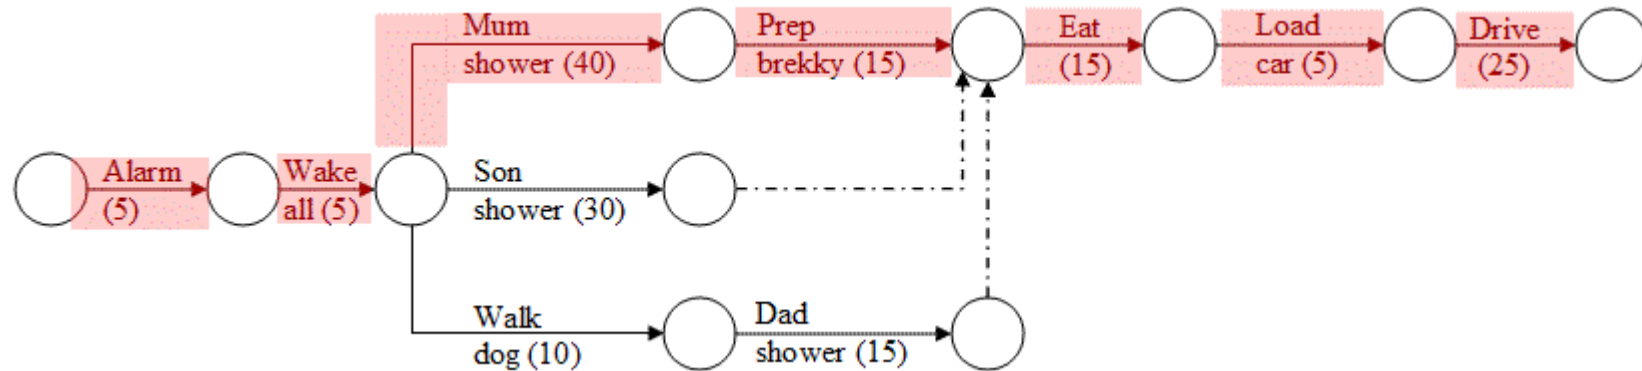 Mum
shower (40)
Prep
brekky (15)
Eat
(15)
Load
car (5)
Drive
(25)
Alarm
(5)
Wake
all (5)
Son
shower (30)
Walk
dog (10)
Dad
shower (15)